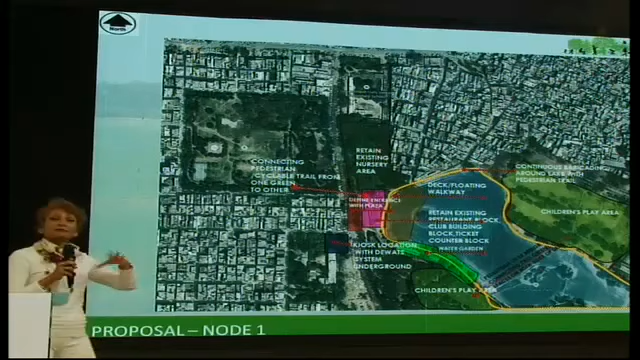 North
CONNECTING
PEDESTRIAN
/CYCLABLE TRAIL FROM
ONE GREEN
TO OTHER
RETAIN
EXISTING
NURSERY
AREA
DEFINE ENTRANCE
WITH PLAZA
KIOSK LOCATION
WITH DEWATS
SYSTEM
UNDERGROUND
DECK/FLOATING
WALKWAY
RETAIN EXISTING
RESTAURANT BLOCK,
CLUB BUILDING
BLOCK,TICKET
COUNTER BLOCK
WATER GARDEN
CHILDREN'S PLAY AREA
AROUND LAKE WITH
PEDESTRIAN TRAIL
CHILDREN'S PLAY AREA
PROPOSAL – NODE 1